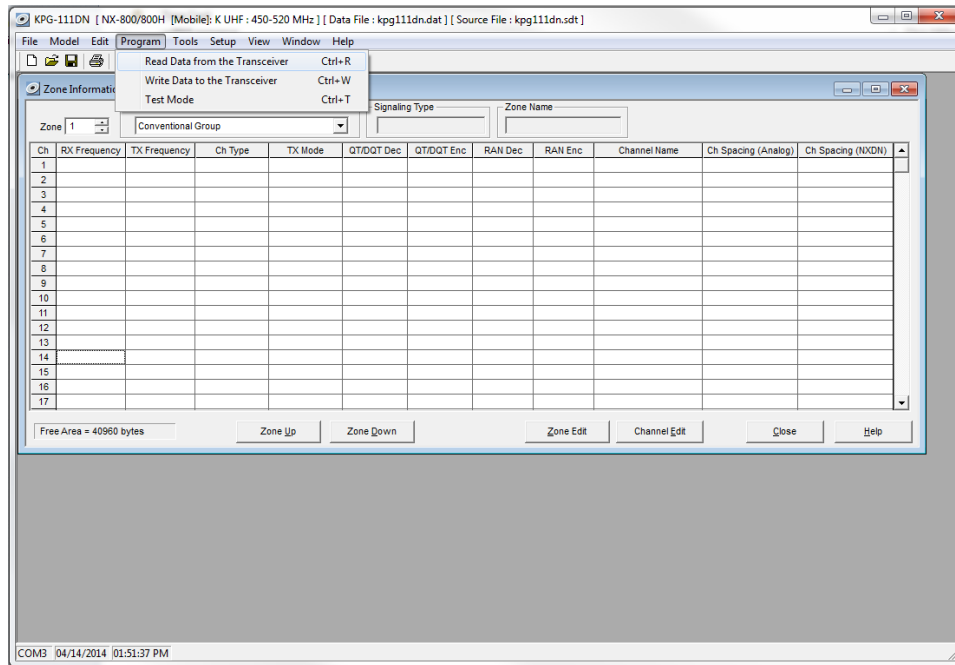 KPG-111DN [ NX-800/800H [Mobile]: K UHF : 450-520 MHz ] [ Data File : kpg111dn.dat ] [ Source File : kpg111dn.sdt ]
File Model Edit Program Tools Setup View Window Help
Read Data from the Transceiver Ctrl+R
Write Data to the Transceiver Ctrl+W
Test Mode Ctrl+T
Zone Informatio
Signaling Type Zone Name
Zone 1 Conventional Group
Ch RX Frequency TX Frequency Ch Type TX Mode QT/DQT Dec QT/DQT Enc RAN Dec RAN Enc Channel Name Ch Spacing (Analog) Ch Spacing (NXDN)
1
2
3
4
5
6
7
8
9
10
11
12
13
14
15
16
17
Free Area = 40960 bytes Zone Up Zone Down Zone Edit Channel Edit Close Help
COM3 04/14/2014 01:51:37 PM